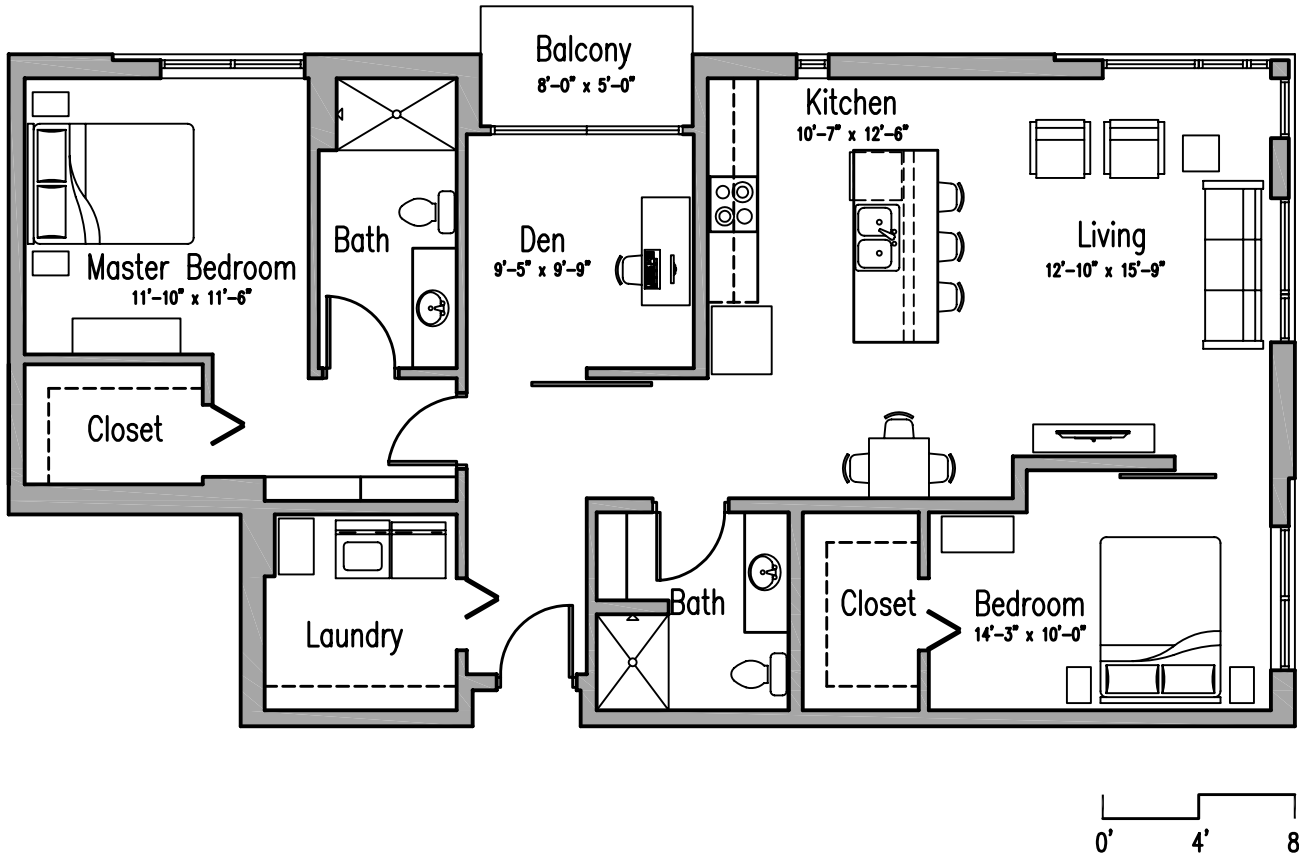 Balcony
8'-0" x 5'-0"
Kitchen
10'-7" x 12'-6"
Bath
Den
9'-5" x 9'-9"
Living
12'-10" x 15'-9"
Master Bedroom
11'-10" x 11'-6"
Closet
Bath
Closet
Bedroom
14'-3" x 10'-0"
Laundry
0' 4' 8